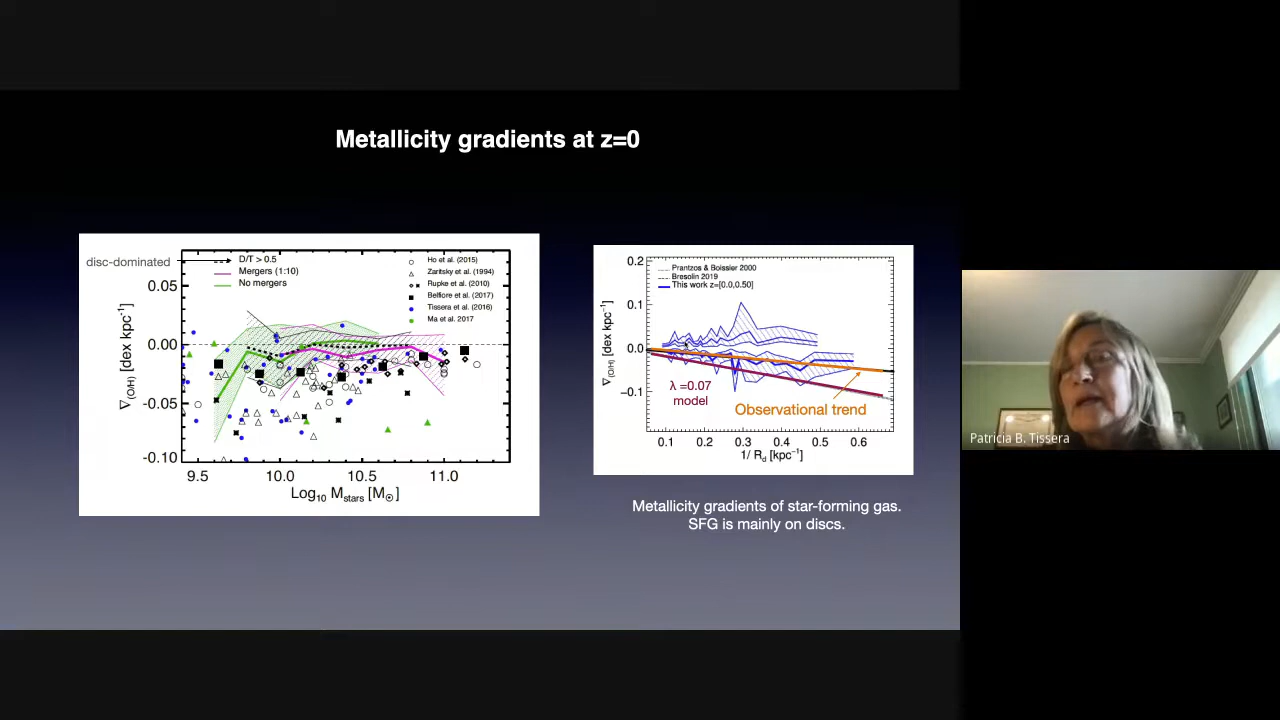 Metallicity gradients at z=0
disc-dominated
D/T > 0.5
Mergers (1:10)
No mergers
Ho et al. (2015)
Zaritsky et al. (1994)
Rupke et al. (2010)
Belfiore et al. (2017)
Tissera et al. (2016)
Ma et al. 2017
0.05
0.00
-0.05
-0.10
∇(O/H) [dex kpc⁻¹]
9.5 10.0 10.5 11.0
Log₁₀ Mstars [M☉]
Prantzos & Boissier 2000
Bresolin 2019
This work z=[0.0,0.50]
0.2
0.1
0.0
−0.1
∇(O/H) [dex kpc⁻¹]
λ =0.07
model
Observational trend
0.1 0.2 0.3 0.4 0.5 0.6
1/ Rd [kpc⁻¹]
Metallicity gradients of star-forming gas.
SFG is mainly on discs.
Patricia B. Tissera